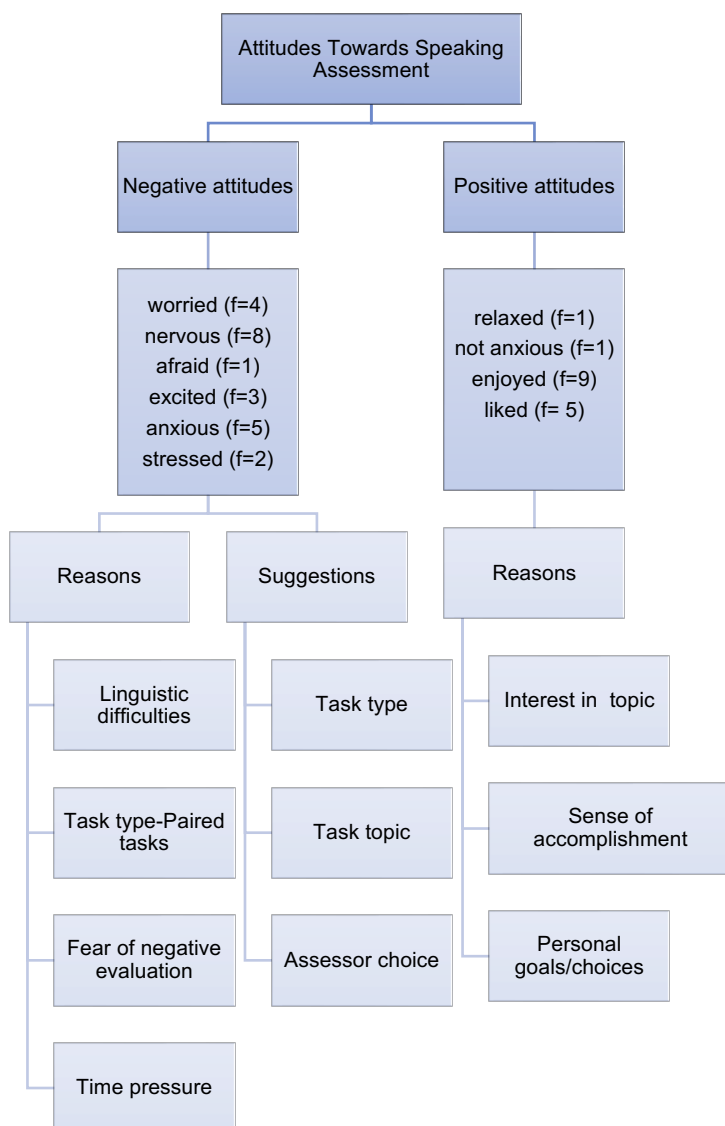 Attitudes Towards Speaking
Assessment
Negative attitudes
Positive attitudes
worried (f=4)
nervous (f=8)
afraid (f=1)
excited (f=3)
anxious (f=5)
stressed (f=2)
relaxed (f=1)
not anxious (f=1)
enjoyed (f=9)
liked (f= 5)
Reasons
Suggestions
Reasons
Linguistic
difficulties
Task type-Paired
tasks
Fear of negative
evaluation
Time pressure
Task type
Task topic
Assessor choice
Interest in  topic
Sense of
accomplishment
Personal
goals/choices